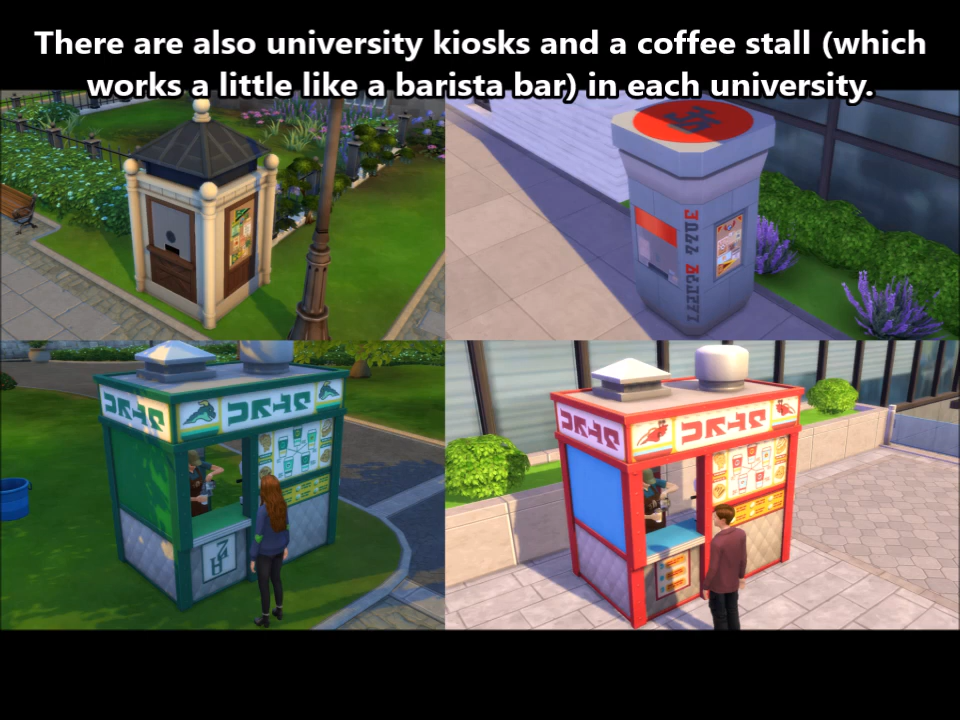 There are also university kiosks and a coffee stall (which
works a little like a barista bar) in each university.